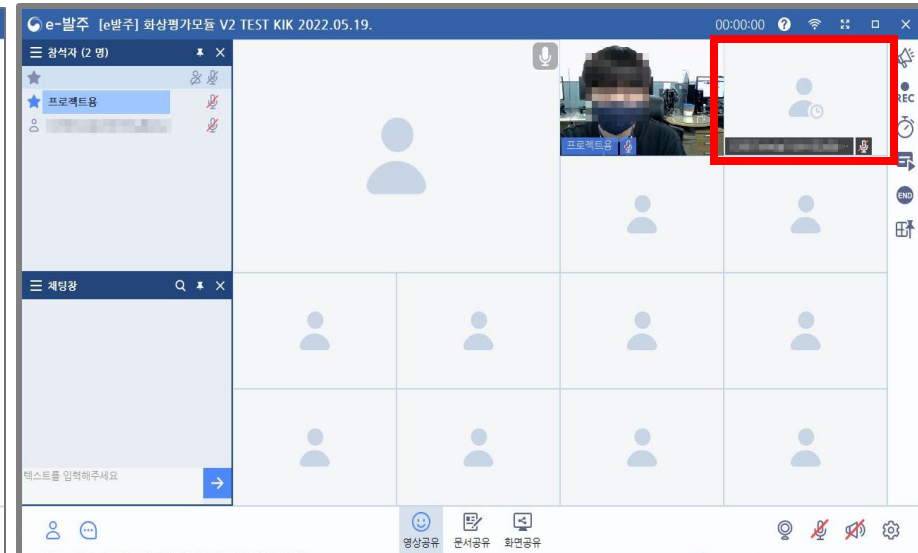 e-발주 [e발주] 화상평가모듈 V2 TEST KIK 2022.05.19.
00:00:00
참석자 (2 명)
프로젝트용
프로젝트용
REC
END
채팅창
텍스트를 입력해주세요
영상공유 문서공유 화면공유